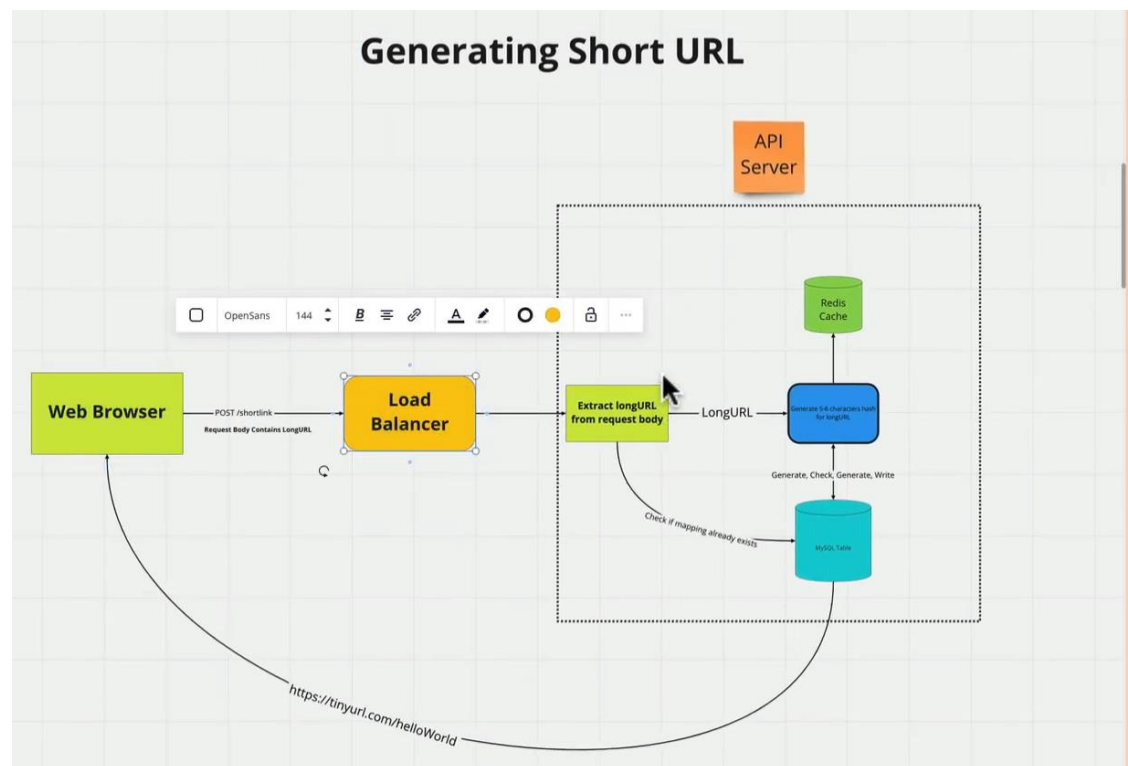 Generating Short URL
API
Server
OpenSans
144
B
A
Redis
Cache
Web Browser
POST /shortlink
Request Body Contains LongURL
Load
Balancer
Extract longURL
from request body
LongURL
Generate 5-6 characters hash
for longURL
Generate, Check, Generate, Write
Check if mapping already exists
MySQL Table
https://tinyurl.com/helloWorld